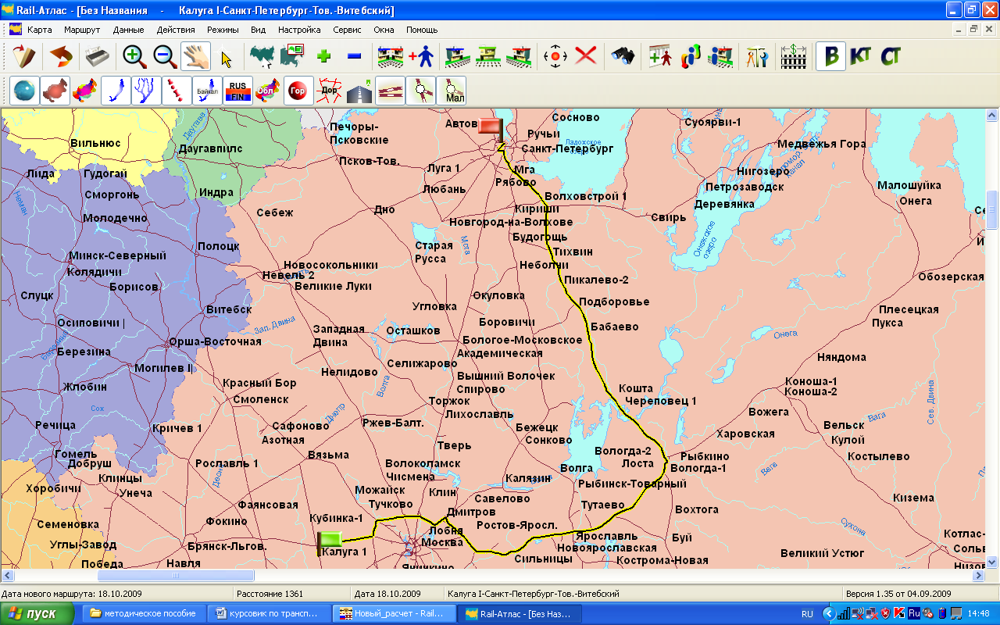 Rail-Атлас - [Без Названия - Калуга I-Санкт-Петербург-Тов.-Витебский]
Карта Маршрут Данные Действия Режимы Вид Настройка Сервис Окна Помощь
В КТ СТ
Байкал RUS FIN Обл Гор Дор Мал
Печоры-Псковские
Автов
Сосново
Ручьи
Суоярви-1
Даугава
Вильнюс
Даугавпилс
Ладожское
Санкт-Петербург
Медвежья Гора
Псков-Тов.
Луга 1
Мга
Нигозеро
канал
Лида
Гудогай
Рябово
Петрозаводск
Малошуйка
Сморгонь
Индра
Любань
Волховстрой 1
Деревянка
Онега
Неман
Себеж
Дно
Кириши
Свирь
Молодечно
Новгород-на-Волхове
Онежское озеро
Полоцк
Старая Русса
Мста
Будогощь
Тихвин
Минск-Северный
Новосокольники
Неболчи
Колядичи
Невель 2
Пикалево-2
Обозерская
Борисов
Великие Луки
Слуцк
Окуловка
Подборовье
Витебск
Угловка
Плесецкая
Осиповичи |
Зап. Двина
Западная Двина
Осташков
Боровичи
Бабаево
Пукса
Орша-Восточная
Бологое-Московское
Онега
Березина
Академическая
Могилев I|
Нелидово
Селижарово
Няндома
Жлобин
Красный Бор
Волга
Вышний Волочек
Кошта
Коноша-1
Смоленск
Спирово
Коноша-2
Сож
Днепр
Торжок
Череповец 1
Сев. Двина
Лихославль
Вожега
Вага
Речица
Кричев 1
Сафоново
Ржев-Балт.
Бежецк
Харовская
Вельск
Азотная
Сонково
Кулой
Гомель
Вязьма
Тверь
Вологда-2
Рыбкино
Костылево
Добруш
Рославль 1
Волоколамск
Лоста
Клинцы
Десна
Чисмена
Калязин
Волга
Вологда-1
Вага
Хоробичи
Унеча
Можайск
Клин
Рыбинск-Товарный
Кизема
Фаянсовая
Тучково
Савелово
Тутаево
Вохтога
Семеновка
Фокино
Кубинка-1
Дмитров
Ростов-Яросл.
Сухона
Углы-Завод
Брянск-Льгов.
Лобня
Москва
Ярославль
Буй
Котлас-
Калуга 1
Новоярославская
Великий Устюг
Победа
Навля
Сильницы
Кострома-Новая
Дата нового маршрута: 18.10.2009 Расстояние 1361 Дата 18.10.2009 Калуга I-Санкт-Петербург-Тов.-Витебский Версия 1.35 от 04.09.2009
пуск методическое пособие курсовик по трансп... Новый_расчет - Rail... Rail-Атлас - [Без Наз... RU Ru 14:48